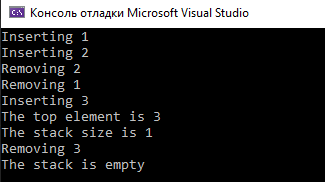 Консоль отладки Microsoft Visual Studio
Inserting 1
Inserting 2
Removing 2
Removing 1
Inserting 3
The top element is 3
The stack size is 1
Removing 3
The stack is empty